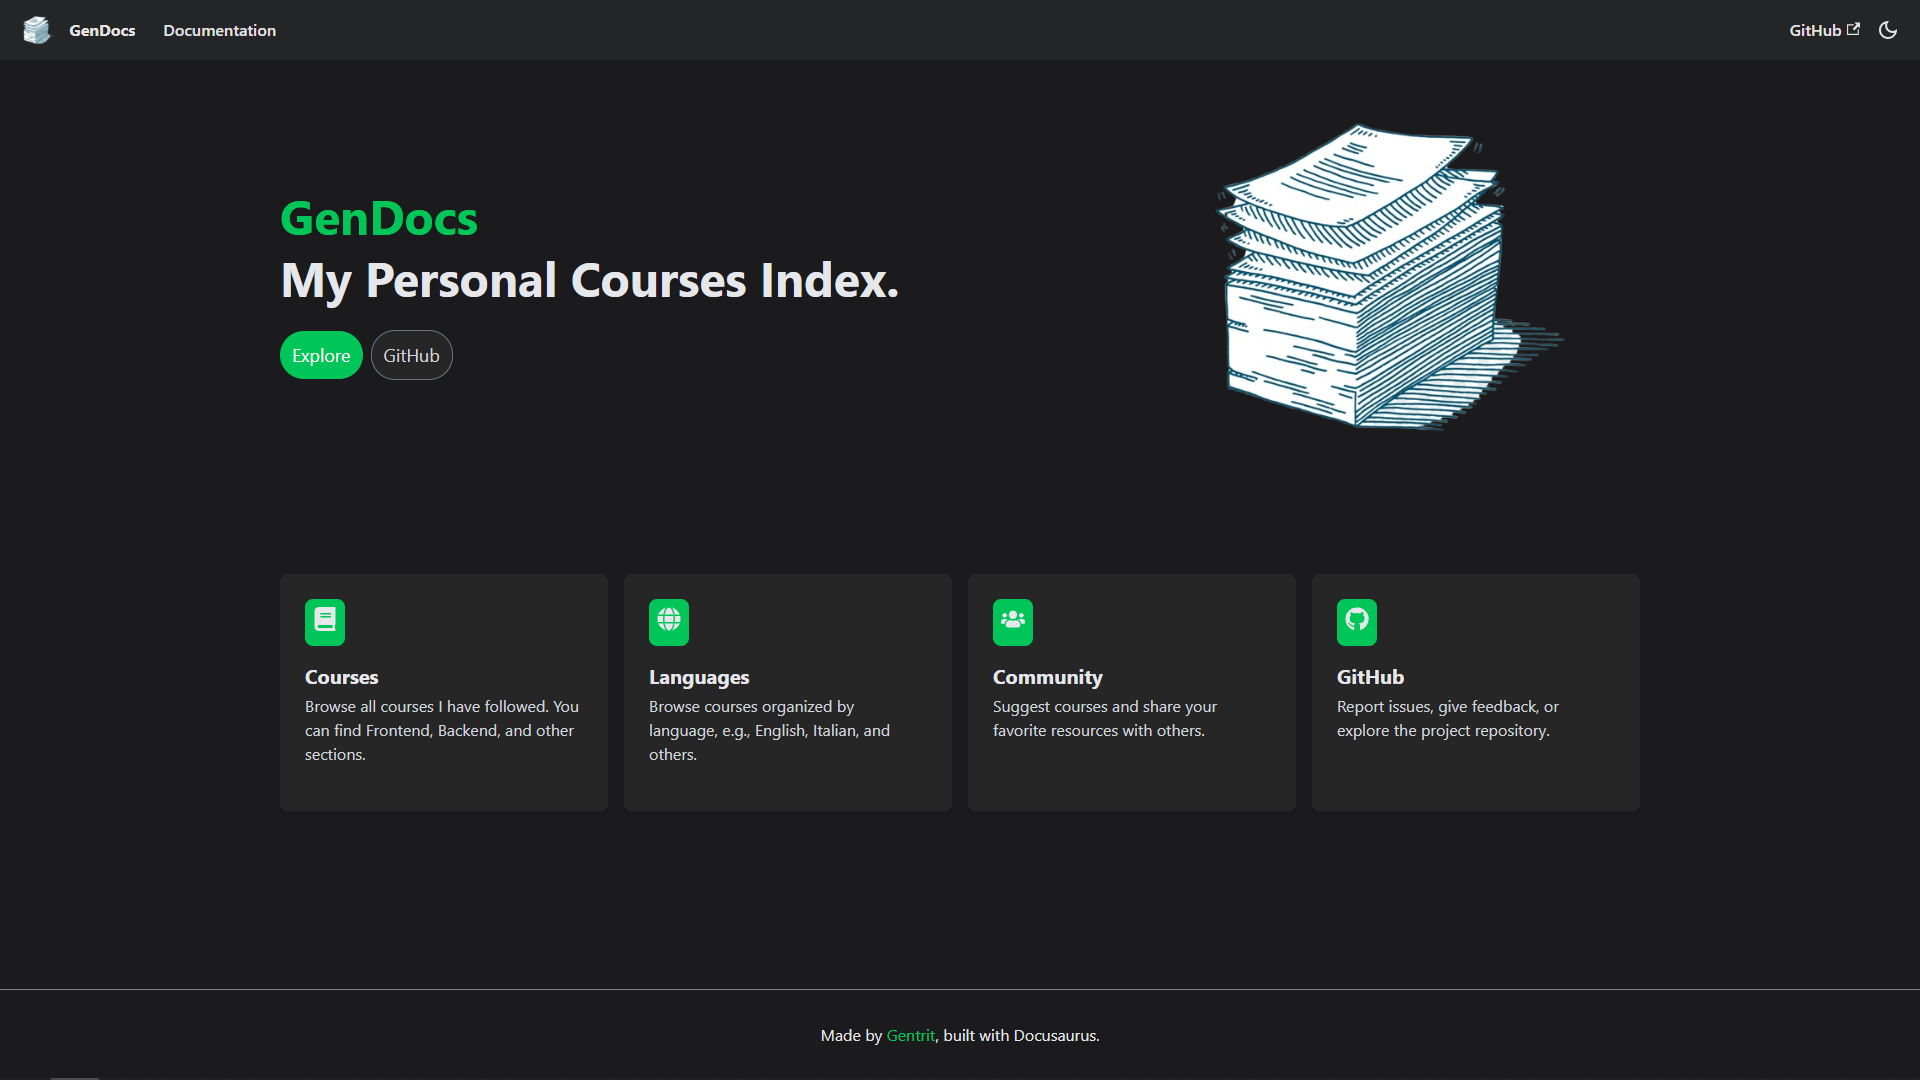 GenDocs
Documentation
GitHub
GenDocs
My Personal Courses Index.
Explore
GitHub
Courses
Browse all courses I have followed. You
can find Frontend, Backend, and other
sections.
Languages
Browse courses organized by
language, e.g., English, Italian, and
others.
Community
Suggest courses and share your
favorite resources with others.
GitHub
Report issues, give feedback, or
explore the project repository.
Made by Gentrit, built with Docusaurus.